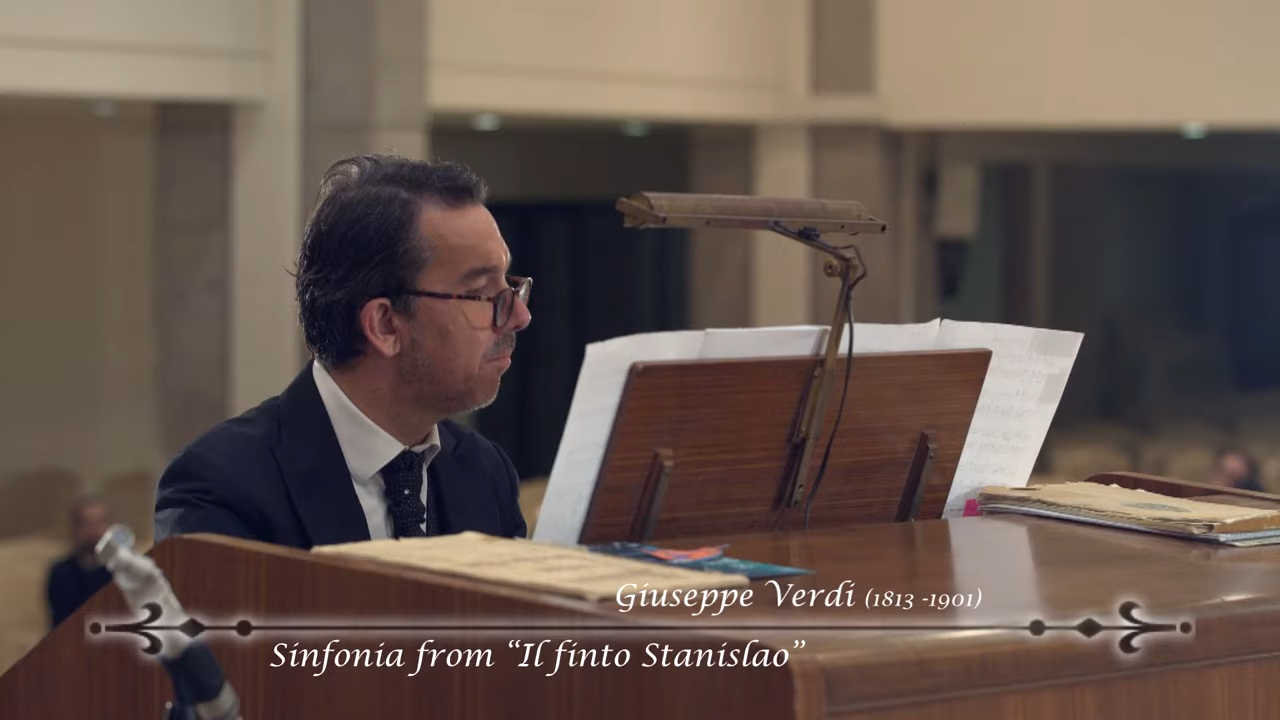 Giuseppe Verdi (1813 -1901)
Sinfonia from “Il finto Stanislao”